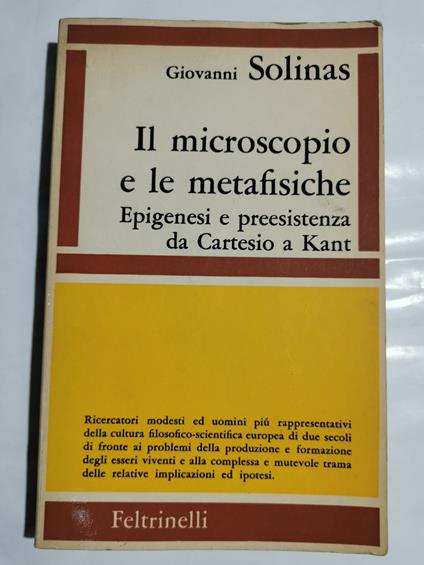 Giovanni Solinas
Il microscopio
e le metafisiche
Epigenesi e preesistenza
da Cartesio a Kant
Ricercatori modesti ed uomini piú rappresentativi
della cultura filosofico-scientifica europea di due secoli
di fronte ai problemi della produzione e formazione
degli esseri viventi e alla complessa e mutevole trama
delle relative implicazioni ed ipotesi.
Feltrinelli